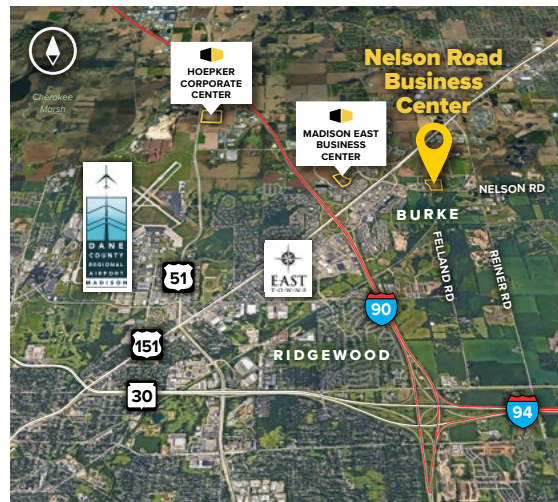 Nelson Road
Business
Center
HOEPKER
CORPORATE
CENTER
MADISON EAST
BUSINESS
CENTER
Cherokee
Marsh
NELSON RD
BURKE
DANE
COUNTY
REGIONAL
AIRPORT
MADISON
EAST
TOWNE
FELLAND RD
REINER RD
51
90
151
RIDGEWOOD
30
94